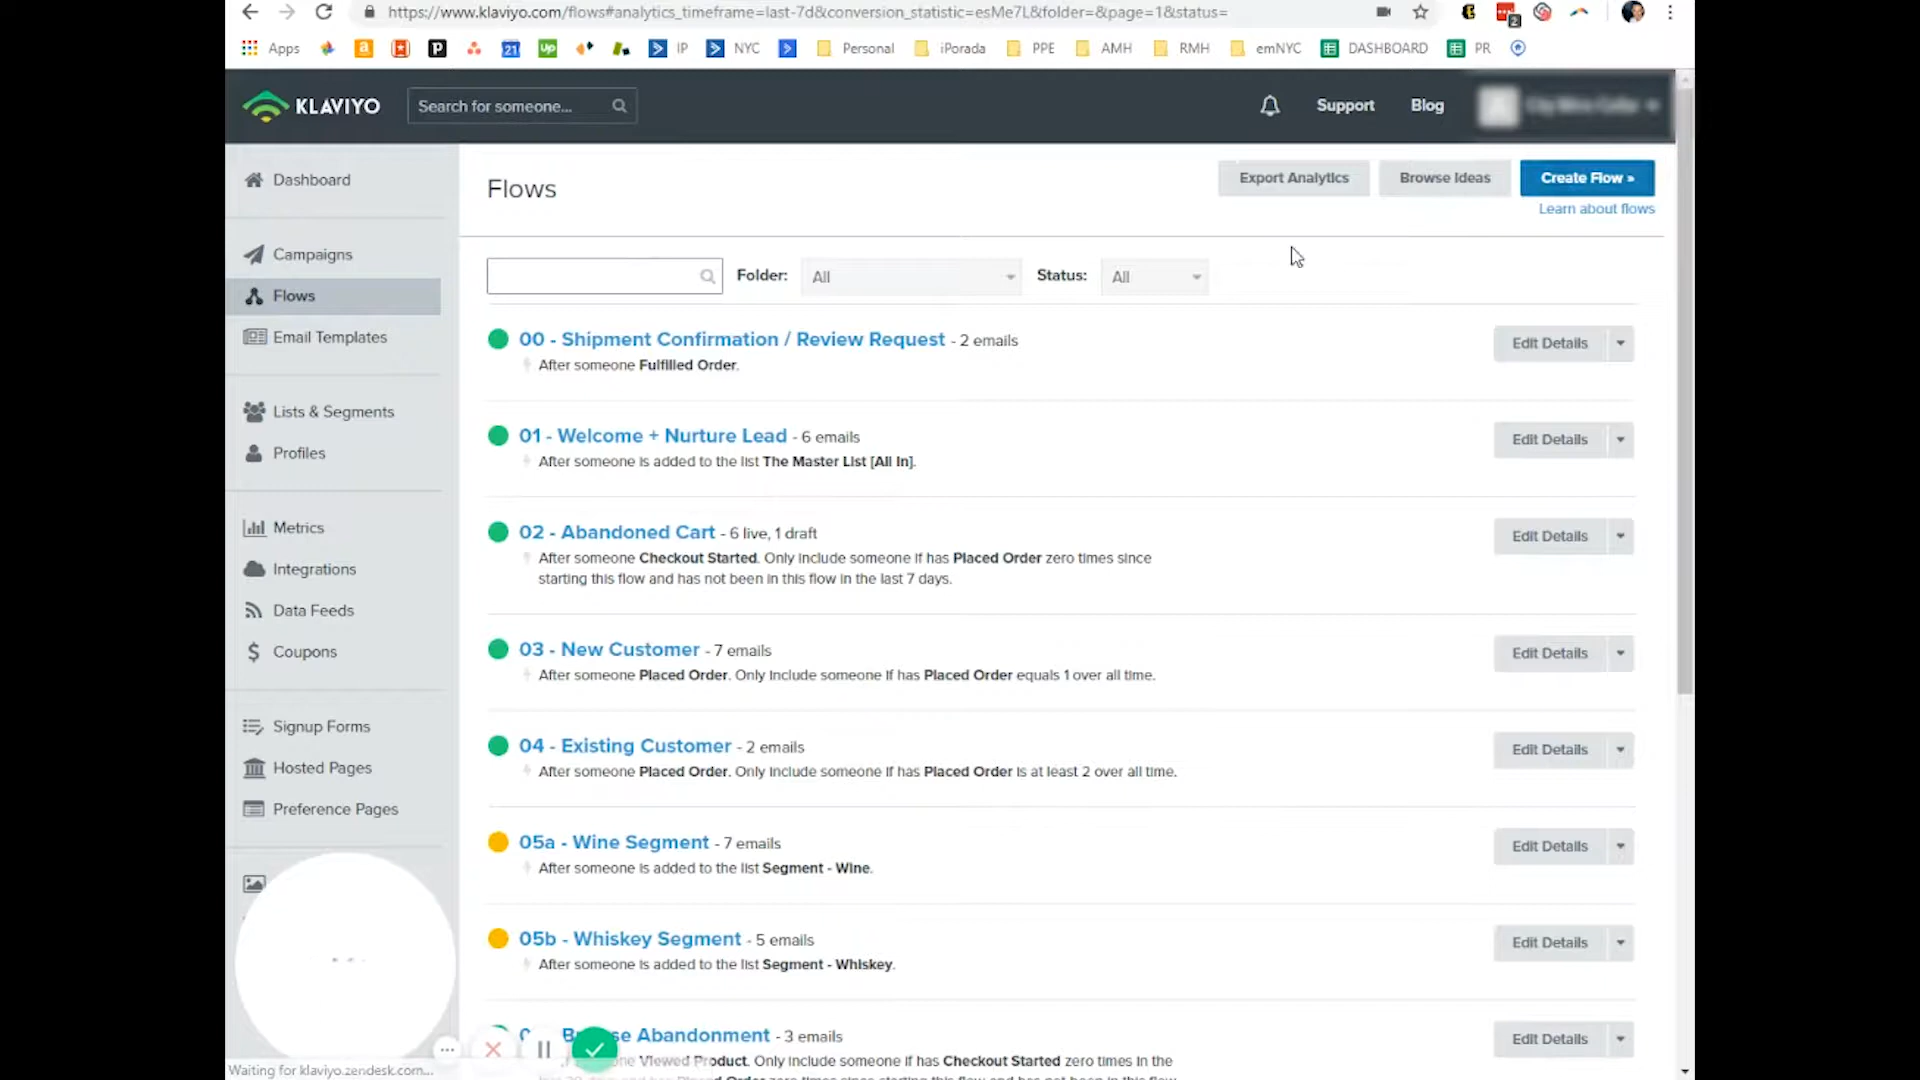 https://www.klaviyo.com/flows#analytics_timeframe=last-7d&conversion_statistic=esMe7L&folder=&page=1&status=
2
Apps
a
P
21
up
IP
NYC
Personal
iPorada
PPE
AMH
RMH
emNYC
DASHBOARD
PR
KLAVIYO
Search for someone...
Support
Blog
Dashboard
Campaigns
Flows
Email Templates
Lists & Segments
Profiles
Metrics
Integrations
Data Feeds
Coupons
Signup Forms
Hosted Pages
Preference Pages
Flows
Export Analytics
Browse Ideas
Create Flow »
Learn about flows
Folder:
All
Status:
All
00 - Shipment Confirmation / Review Request - 2 emails
After someone Fulfilled Order.
Edit Details
01 - Welcome + Nurture Lead - 6 emails
After someone is added to the list The Master List [All In].
Edit Details
02 - Abandoned Cart - 6 live, 1 draft
After someone Checkout Started. Only include someone if has Placed Order zero times since
starting this flow and has not been in this flow in the last 7 days.
Edit Details
03 - New Customer - 7 emails
After someone Placed Order. Only include someone if has Placed Order equals 1 over all time.
Edit Details
04 - Existing Customer - 2 emails
After someone Placed Order. Only include someone if has Placed Order is at least 2 over all time.
Edit Details
05a - Wine Segment - 7 emails
After someone is added to the list Segment - Wine.
Edit Details
05b - Whiskey Segment - 5 emails
After someone is added to the list Segment - Whiskey.
Edit Details
Abandonment - 3 emails
Viewed Product. Only include someone if has Checkout Started zero times in the
Edit Details
Waiting for klaviyo.zendesk.com...